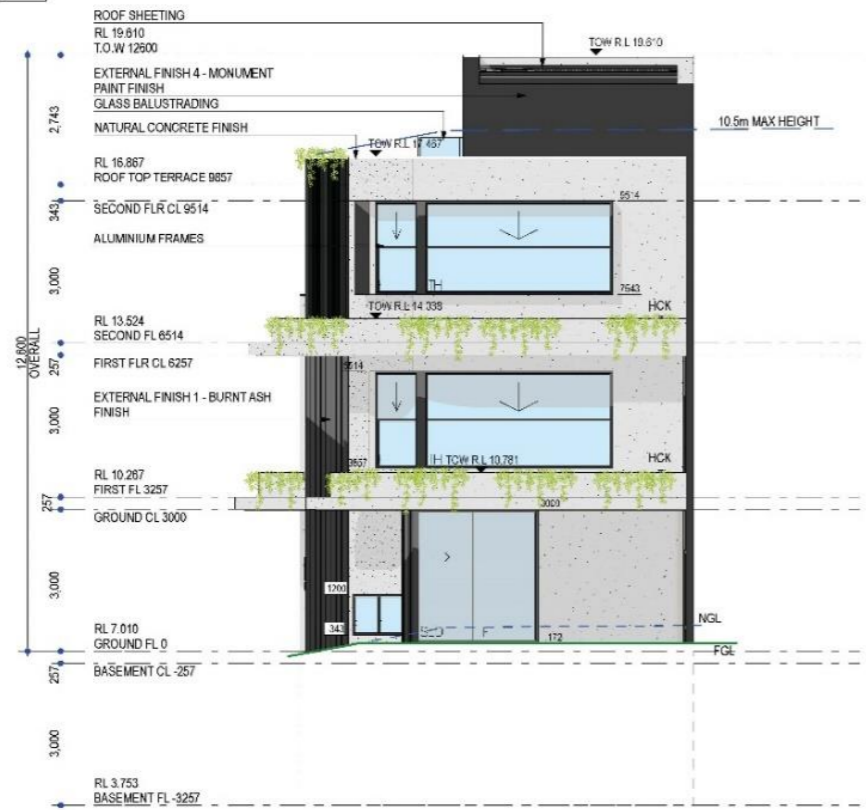 ROOF SHEETING
RL 19.610
T.O.W 12600
TOW R.L 19.610
EXTERNAL FINISH 4 - MONUMENT
PAINT FINISH
GLASS BALUSTRADING
2,743
10.5m MAX HEIGHT
NATURAL CONCRETE FINISH
TOW R.L 17.467
RL 16.867
ROOF TOP TERRACE 9857
343
SECOND FLR CL 9514
9514
ALUMINIUM FRAMES
3,000
TH
7543
TOW R.L 14.338
HCK
RL 13.524
SECOND FL 6514
12,600
OVERALL
257
FIRST FLR CL 6257
9514
EXTERNAL FINISH 1 - BURNT ASH
FINISH
3,000
3857
TOW R.L 10.781
HCK
RL 10.267
FIRST FL 3257
257
3000
GROUND CL 3000
3,000
1200
343
172
NGL
RL 7.010
GROUND FL 0
FGL
257
BASEMENT CL -257
3,000
RL 3.753
BASEMENT FL -3257